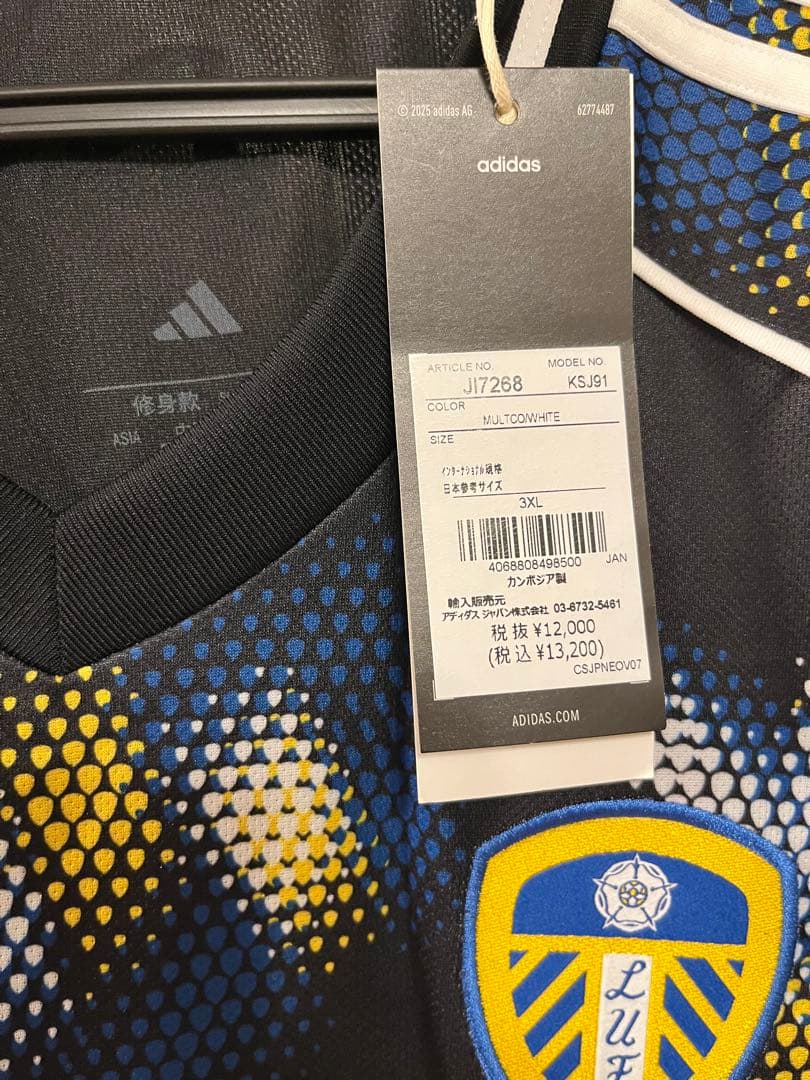 © 2025 adidas AG 62774487
adidas
ARTICLE NO. MODEL NO.
JI7268 KSJ91
COLOR
MULTCO/WHITE
SIZE
インターナショナル規格
日本参考サイズ
3XL
4068808498500 JAN
カンボジア製
輸入販売元
アディダス ジャパン株式会社 03-6732-5461
税抜¥12,000
(税込¥13,200)
CSJPNEOV07
ADIDAS.COM
修身款
ASIA
L
U